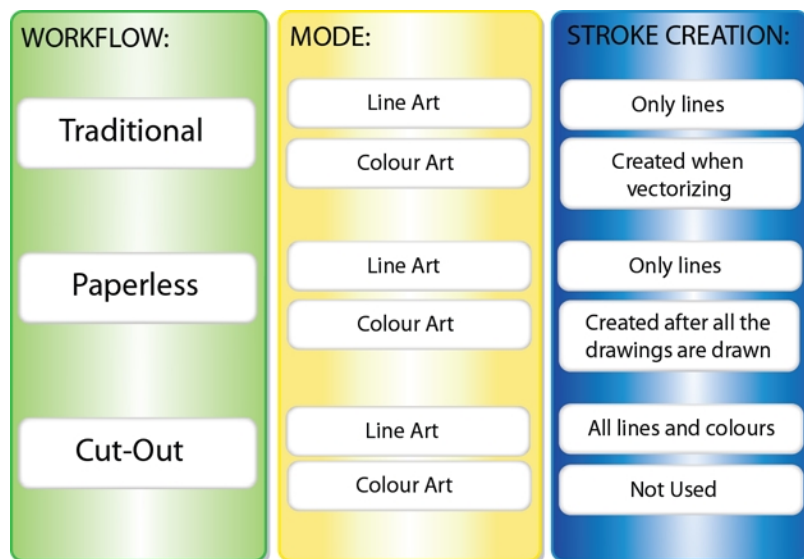 WORKFLOW:
MODE:
STROKE CREATION:
Traditional
Line Art
Only lines
Colour Art
Created when
vectorizing
Paperless
Line Art
Only lines
Colour Art
Created after all the
drawings are drawn
Cut-Out
Line Art
All lines and colours
Colour Art
Not Used